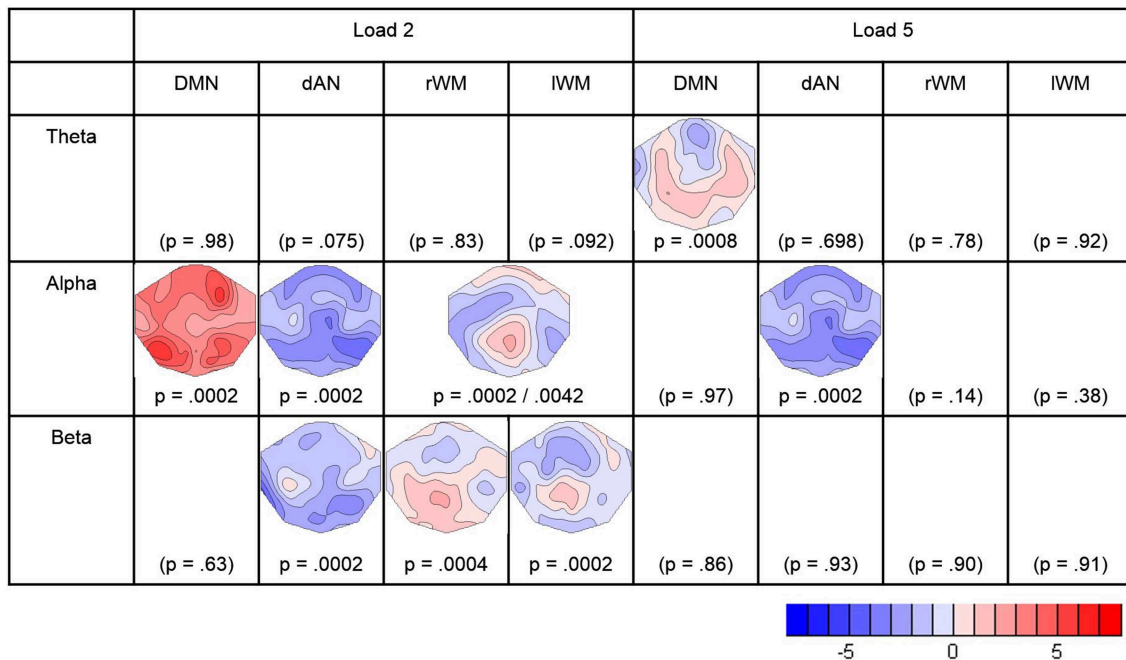 Load 2 Load 5
DMN dAN rWM lWM DMN dAN rWM lWM
Theta
(p = .98) (p = .075) (p = .83) (p = .092) p = .0008 (p = .698) (p = .78) (p = .92)
Alpha
p = .0002 p = .0002 p = .0002 / .0042 (p = .97) p = .0002 (p = .14) (p = .38)
Beta
(p = .63) p = .0002 p = .0004 p = .0002 (p = .86) (p = .93) (p = .90) (p = .91)
-5 0 5